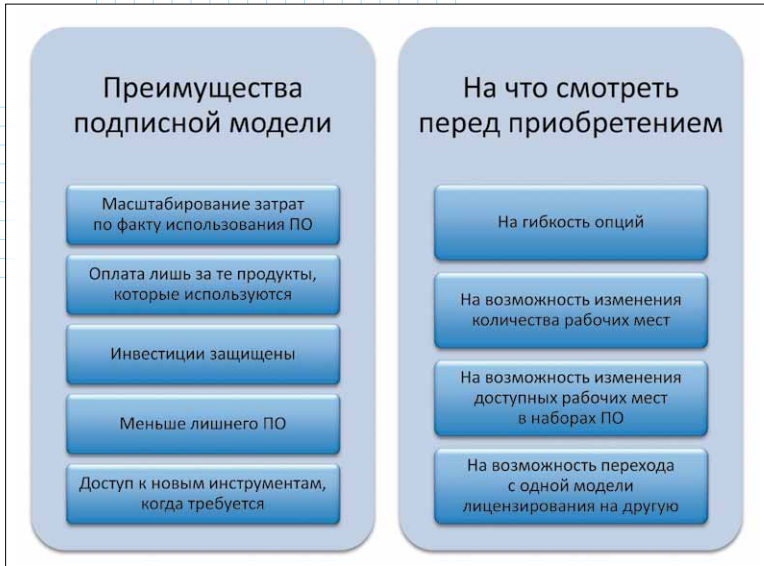 Преимущества
подписной модели
Масштабирование затрат
по факту использования ПО
Оплата лишь за те продукты,
которые используются
Инвестиции защищены
Меньше лишнего ПО
Доступ к новым инструментам,
когда требуется
На что смотреть
перед приобретением
На гибкость опций
На возможность изменения
количества рабочих мест
На возможность изменения
доступных рабочих мест
в наборах ПО
На возможность перехода
с одной модели
лицензирования на другую